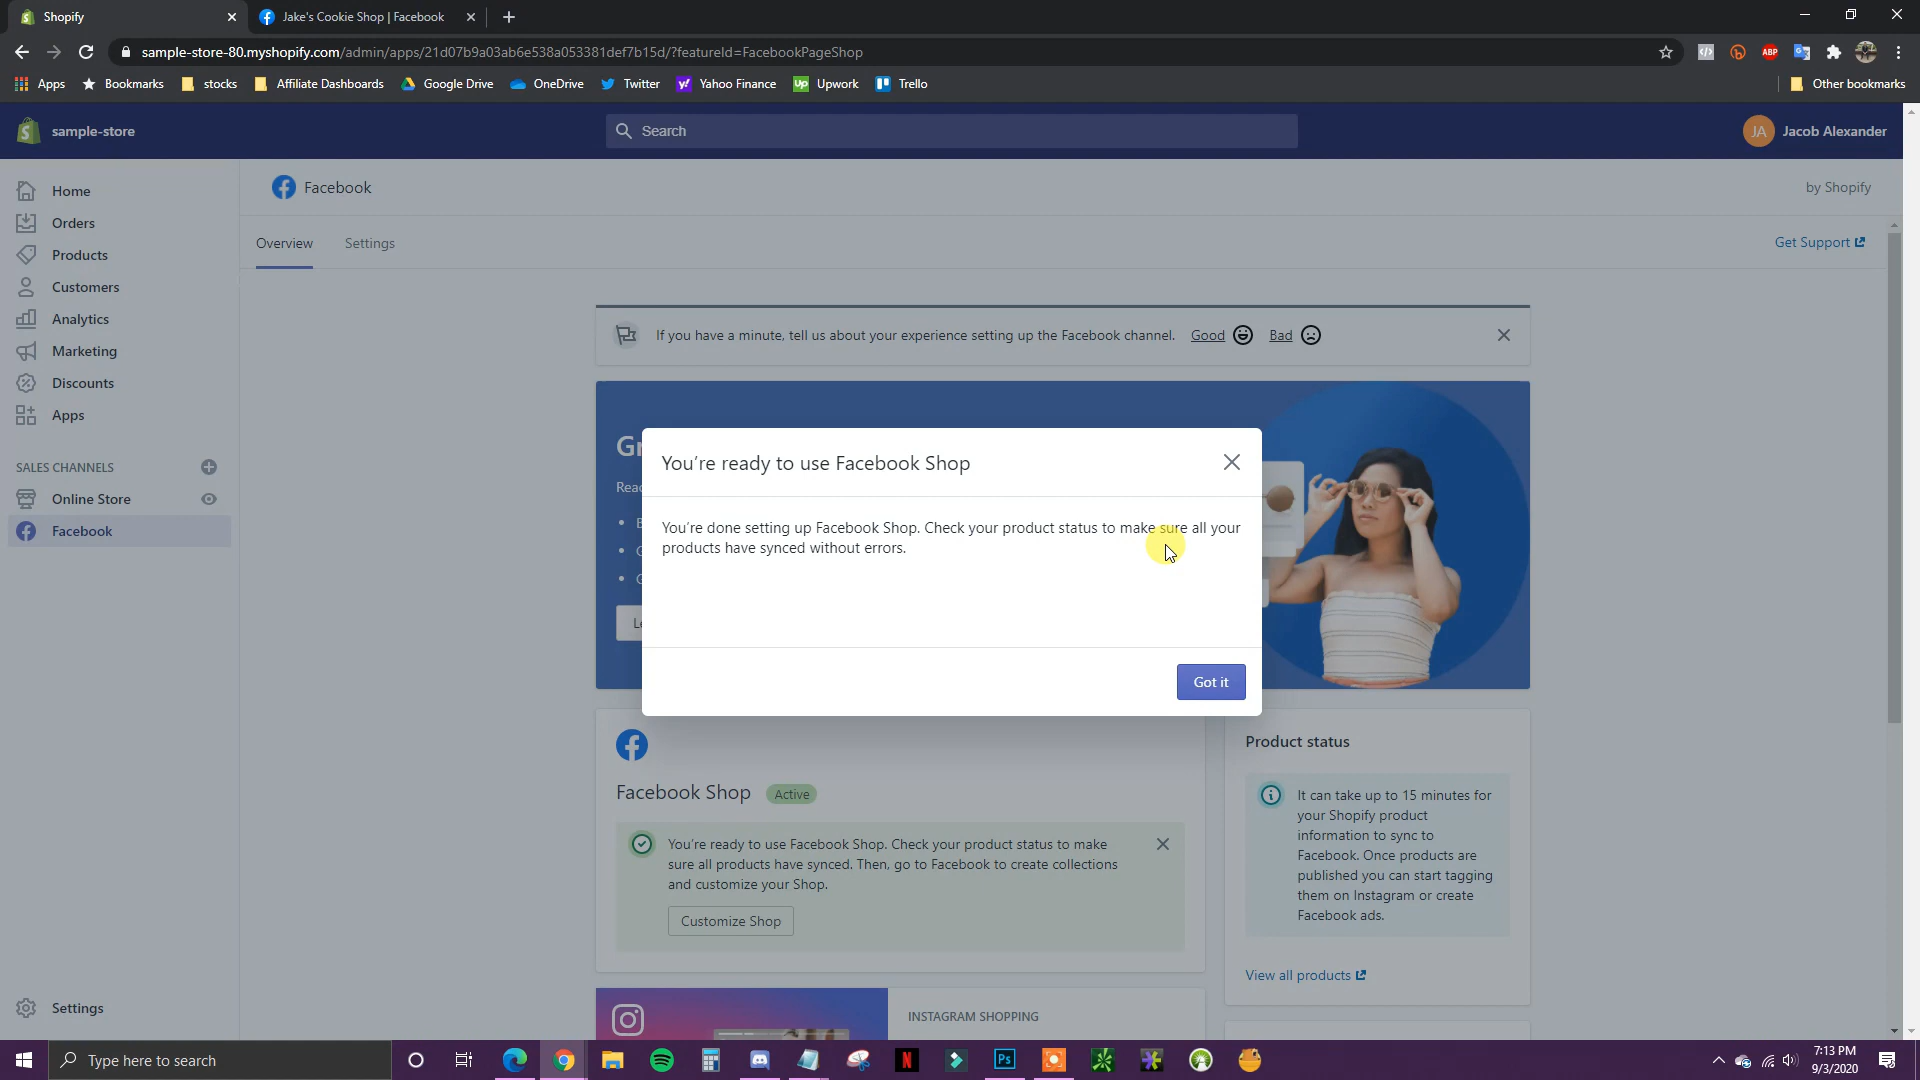 Shopify
Jake's Cookie Shop | Facebook
sample-store-80.myshopify.com/admin/apps/21d07b9a03ab6e538a053381def7b15d/?featureId=FacebookPageShop
ABP
Apps
Bookmarks
stocks
Affiliate Dashboards
Google Drive
OneDrive
Twitter
Yahoo Finance
Up
Upwork
Trello
Other bookmarks
sample-store
Search
JA
Jacob Alexander
Home
Orders
Products
Customers
Analytics
Marketing
Discounts
Apps
SALES CHANNELS
Online Store
Facebook
Settings
Facebook
by Shopify
Overview
Settings
Get Support
If you have a minute, tell us about your experience setting up the Facebook channel. Good Bad
You're ready to use Facebook Shop
You're done setting up Facebook Shop. Check your product status to make sure all your
products have synced without errors.
Got it
Facebook Shop
Active
You're ready to use Facebook Shop. Check your product status to make
sure all products have synced. Then, go to Facebook to create collections
and customize your Shop.
Customize Shop
Product status
It can take up to 15 minutes for
your Shopify product
information to sync to
Facebook. Once products are
published you can start tagging
them on Instagram or create
Facebook ads.
View all products
INSTAGRAM SHOPPING
Type here to search
N
Ps
7:13 PM
9/3/2020